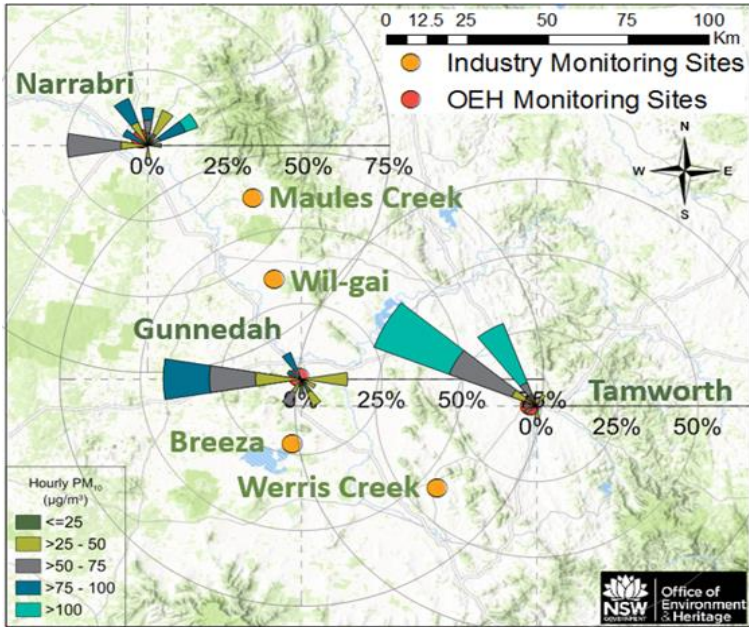 0 12.5 25 50 75 100
Km
Industry Monitoring Sites
OEH Monitoring Sites
Narrabri
N
W E
S
0% 25% 50% 75%
Maules Creek
Wil-gai
Gunnedah
Tamworth
0% 25% 50%
0% 25% 50%
Breeza
Werris Creek
Hourly PM₁₀
(µg/m³)
<=25
>25 - 50
>50 - 75
>75 - 100
>100
NSW
GOVERNMENT
Office of
Environment
& Heritage